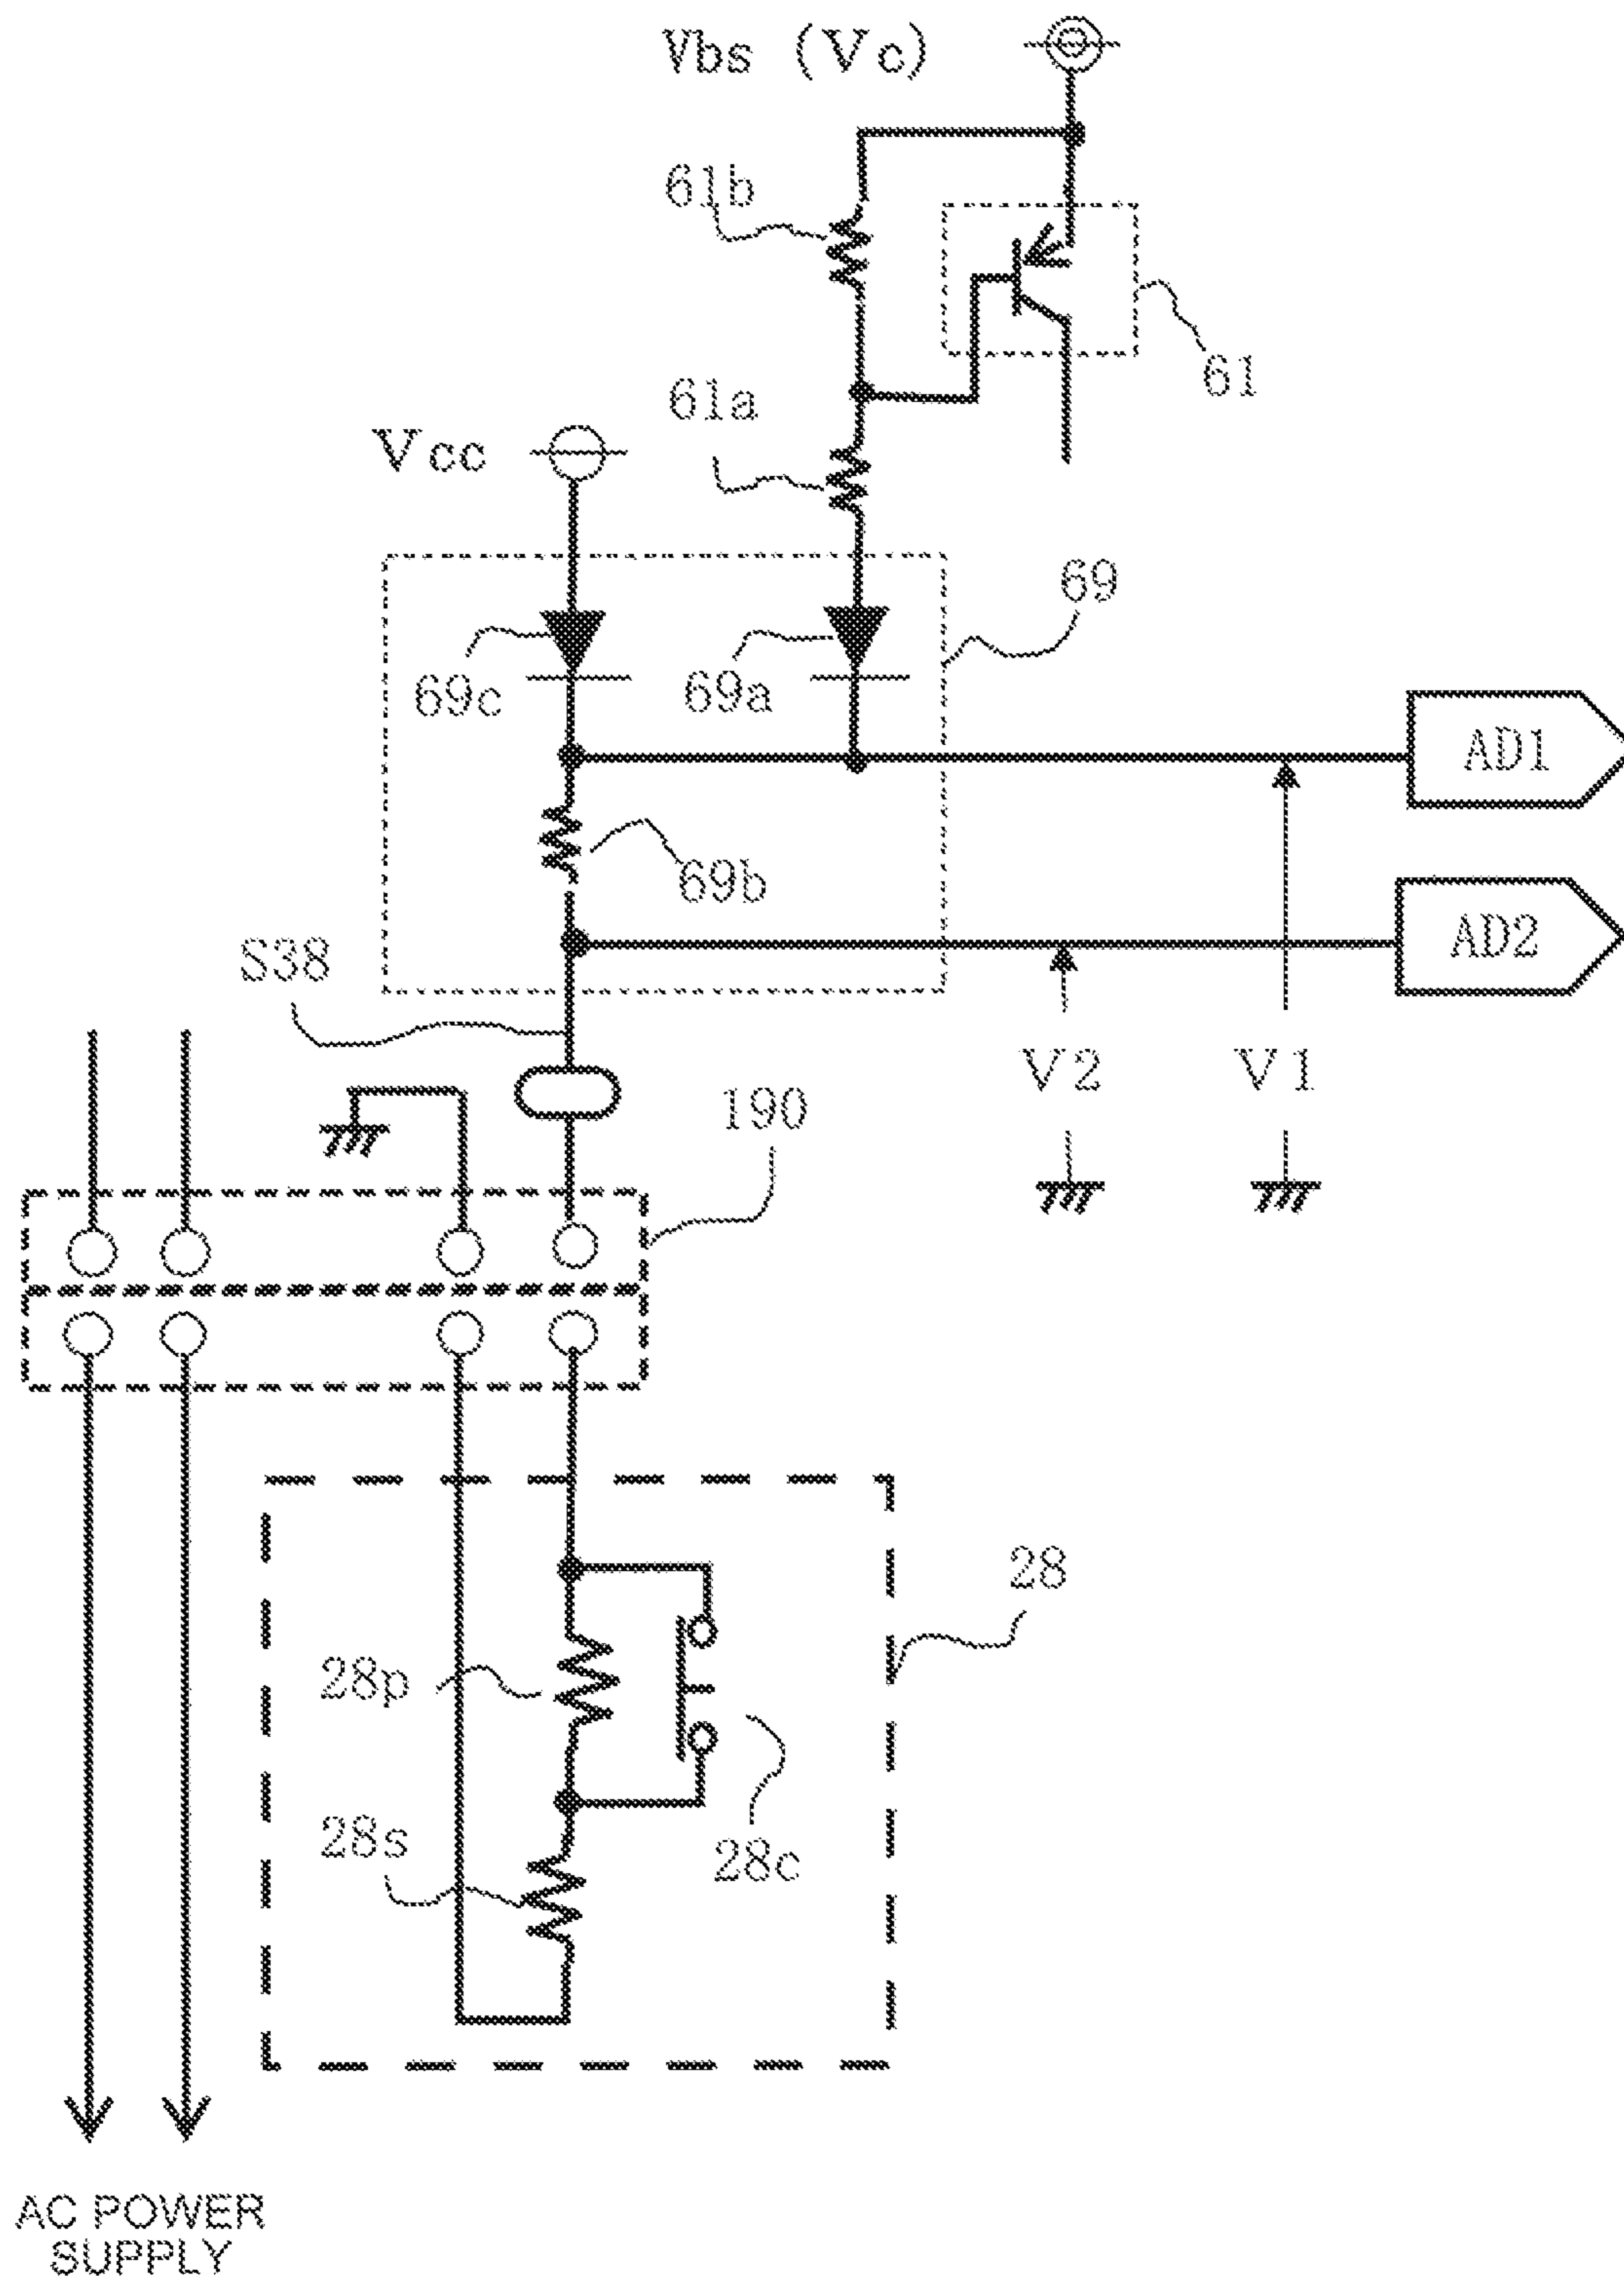 Vbs (Vc)
61b
61
61a
Vcc
69
69c
69a
AD1
69b
AD2
S38
V2
V1
190
28
28p
28s
28c
AC POWER
SUPPLY